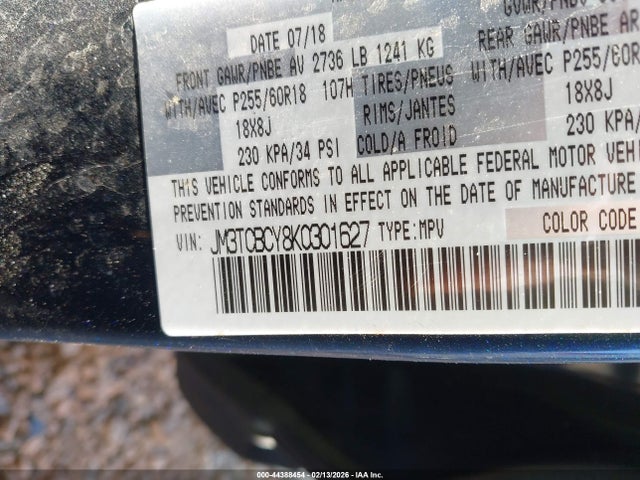 DATE 07/18
FRONT GAWR/PNBE AV 2736 LB 1241 KG REAR GAWR/PNBE AR
WITH/AVEC P255/60R18 107H TIRES/PNEUS WITH/AVEC P255/
18X8J RIMS/JANTES 18X8J
230 KPA/34 PSI COLD/A FROID 230 KPA/
THIS VEHICLE CONFORMS TO ALL APPLICABLE FEDERAL MOTOR VEHI
PREVENTION STANDARDS IN EFFECT ON THE DATE OF MANUFACTURE
VIN: JM3TCBCY8K0301627 TYPE: MPV COLOR CODE
000-44388454 - 02/13/2026 - IAA Inc.